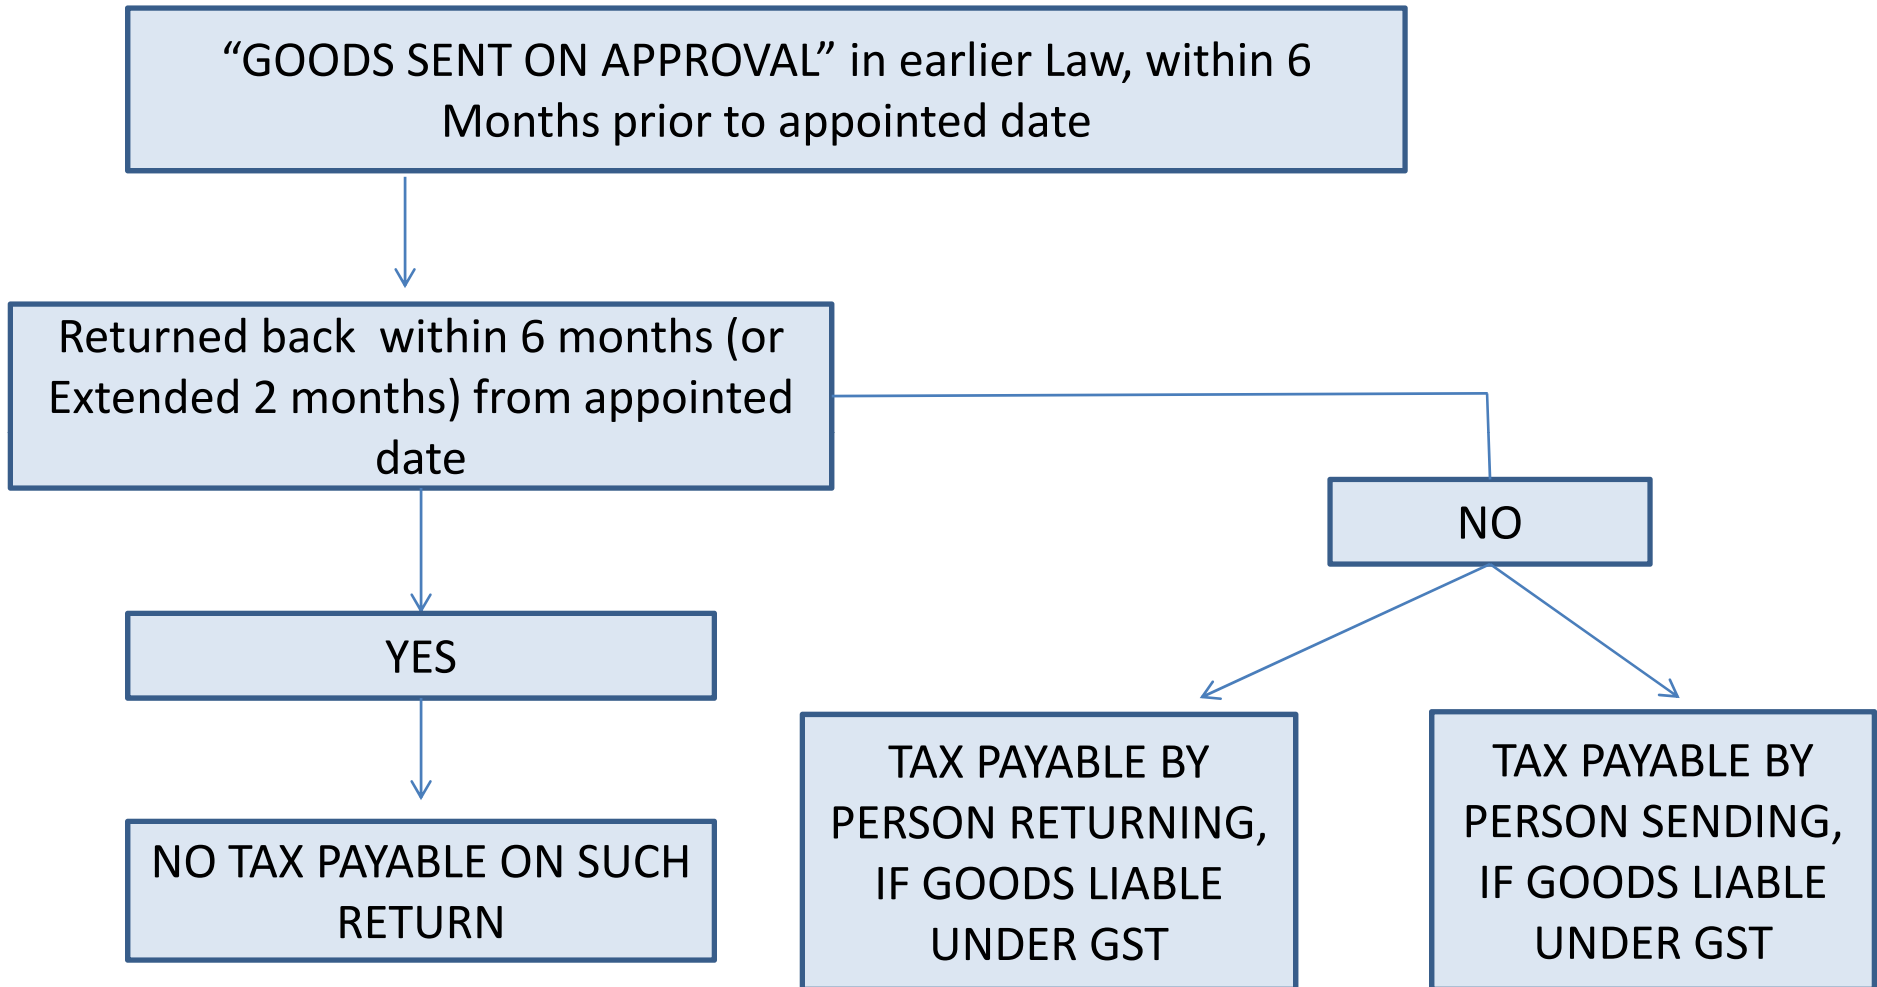 “GOODS SENT ON APPROVAL” in earlier Law, within 6
Months prior to appointed date
Returned back  within 6 months (or
Extended 2 months) from appointed
date
NO
YES
TAX PAYABLE BY
PERSON RETURNING,
IF GOODS LIABLE
UNDER GST
TAX PAYABLE BY
PERSON SENDING,
IF GOODS LIABLE
UNDER GST
NO TAX PAYABLE ON SUCH
RETURN